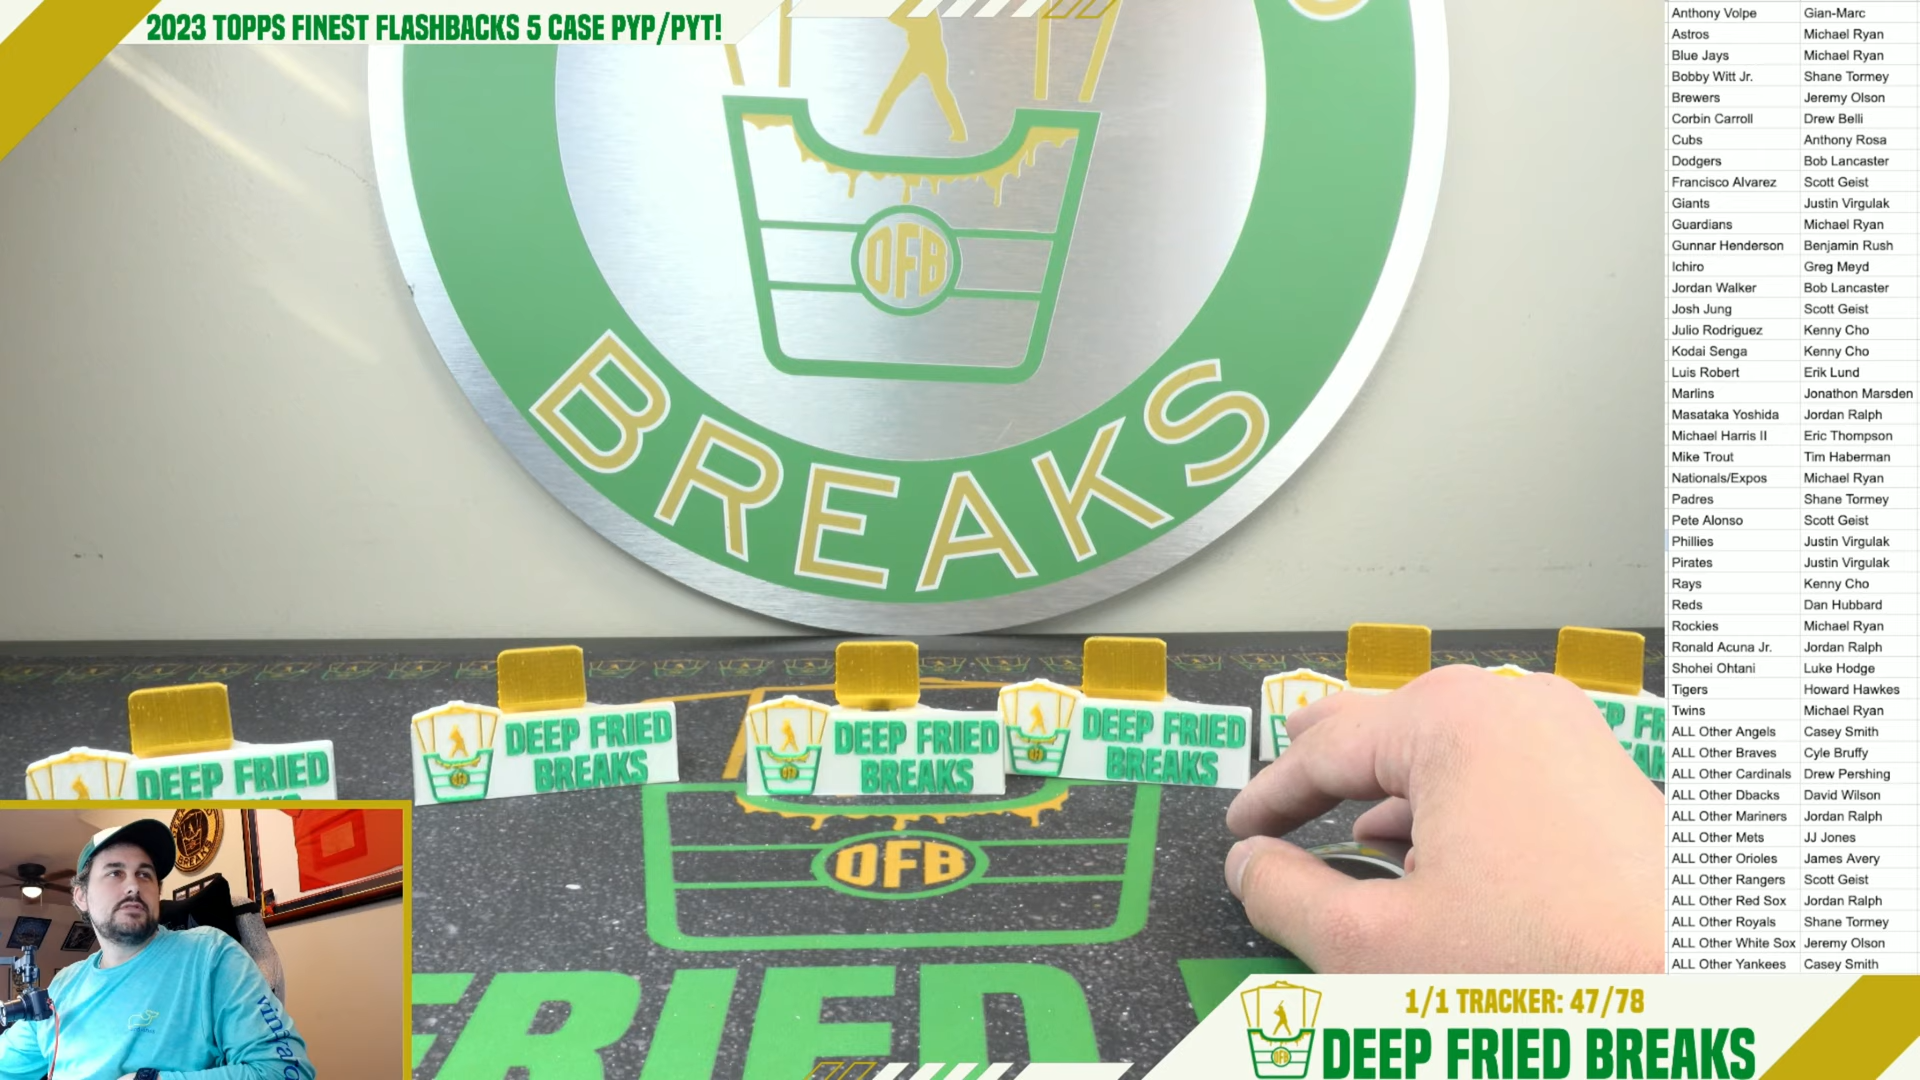 2023 TOPPS FINEST FLASHBACKS 5 CASE PYP/PYT!
Anthony Volpe Gian-Marc
Astros Michael Ryan
Blue Jays Michael Ryan
Bobby Witt Jr. Shane Tormey
Brewers Jeremy Olson
Corbin Carroll Drew Belli
Cubs Anthony Rosa
Dodgers Bob Lancaster
Francisco Alvarez Scott Geist
Giants Justin Virgulak
Guardians Michael Ryan
Gunnar Henderson Benjamin Rush
Ichiro Greg Meyd
Jordan Walker Bob Lancaster
Josh Jung Scott Geist
Julio Rodriguez Kenny Cho
Kodai Senga Kenny Cho
Luis Robert Erik Lund
Marlins Jonathon Marsden
Masataka Yoshida Jordan Ralph
Michael Harris II Eric Thompson
Mike Trout Tim Haberman
Nationals/Expos Michael Ryan
Padres Shane Tormey
Pete Alonso Scott Geist
Phillies Justin Virgulak
Pirates Justin Virgulak
Rays Kenny Cho
Reds Dan Hubbard
Rockies Michael Ryan
Ronald Acuna Jr. Jordan Ralph
Shohei Ohtani Luke Hodge
Tigers Howard Hawkes
Twins Michael Ryan
ALL Other Angels Casey Smith
ALL Other Braves Cyle Bruffy
ALL Other Cardinals Drew Pershing
ALL Other Dbacks David Wilson
ALL Other Mariners Jordan Ralph
ALL Other Mets JJ Jones
ALL Other Orioles James Avery
ALL Other Rangers Scott Geist
ALL Other Red Sox Jordan Ralph
ALL Other Royals Shane Tormey
ALL Other White Sox Jeremy Olson
ALL Other Yankees Casey Smith
DFB
BREAKS
DEEP FRIED
DEEP FRIED
BREAKS
DEEP FRIED
BREAKS
DEEP FRIED
BREAKS
DFB
FRIED
BREAKS
1/1 TRACKER: 47/78
DEEP FRIED BREAKS